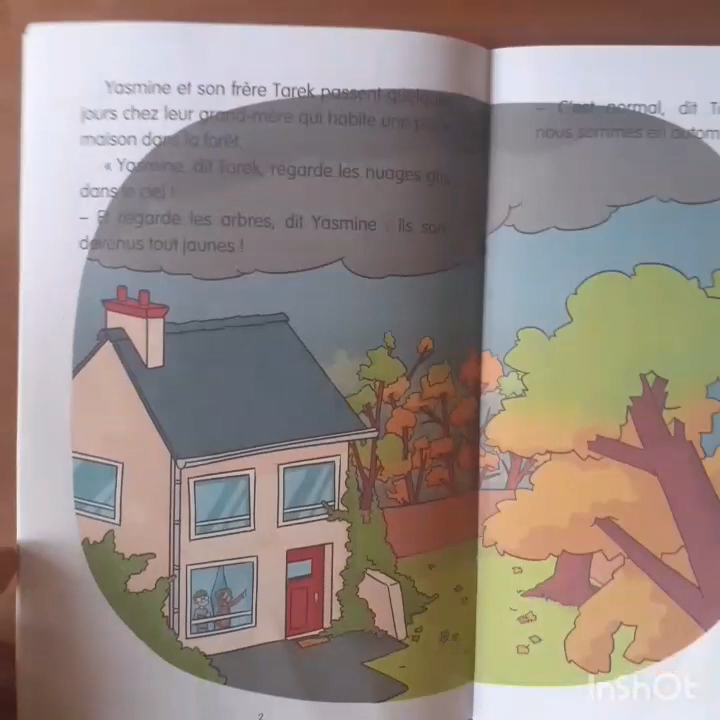 Yasmine et son frère Tarek passent quelques
jours chez leur grand-mère qui habite une
maison dans la forêt.
« Yasmine, dit Tarek, regarde les nuages gris
dans le ciel !
– Et regarde les arbres, dit Yasmine : ils sont
devenus tout jaunes !
2
– C'est normal, dit
nous sommes en
InShOt